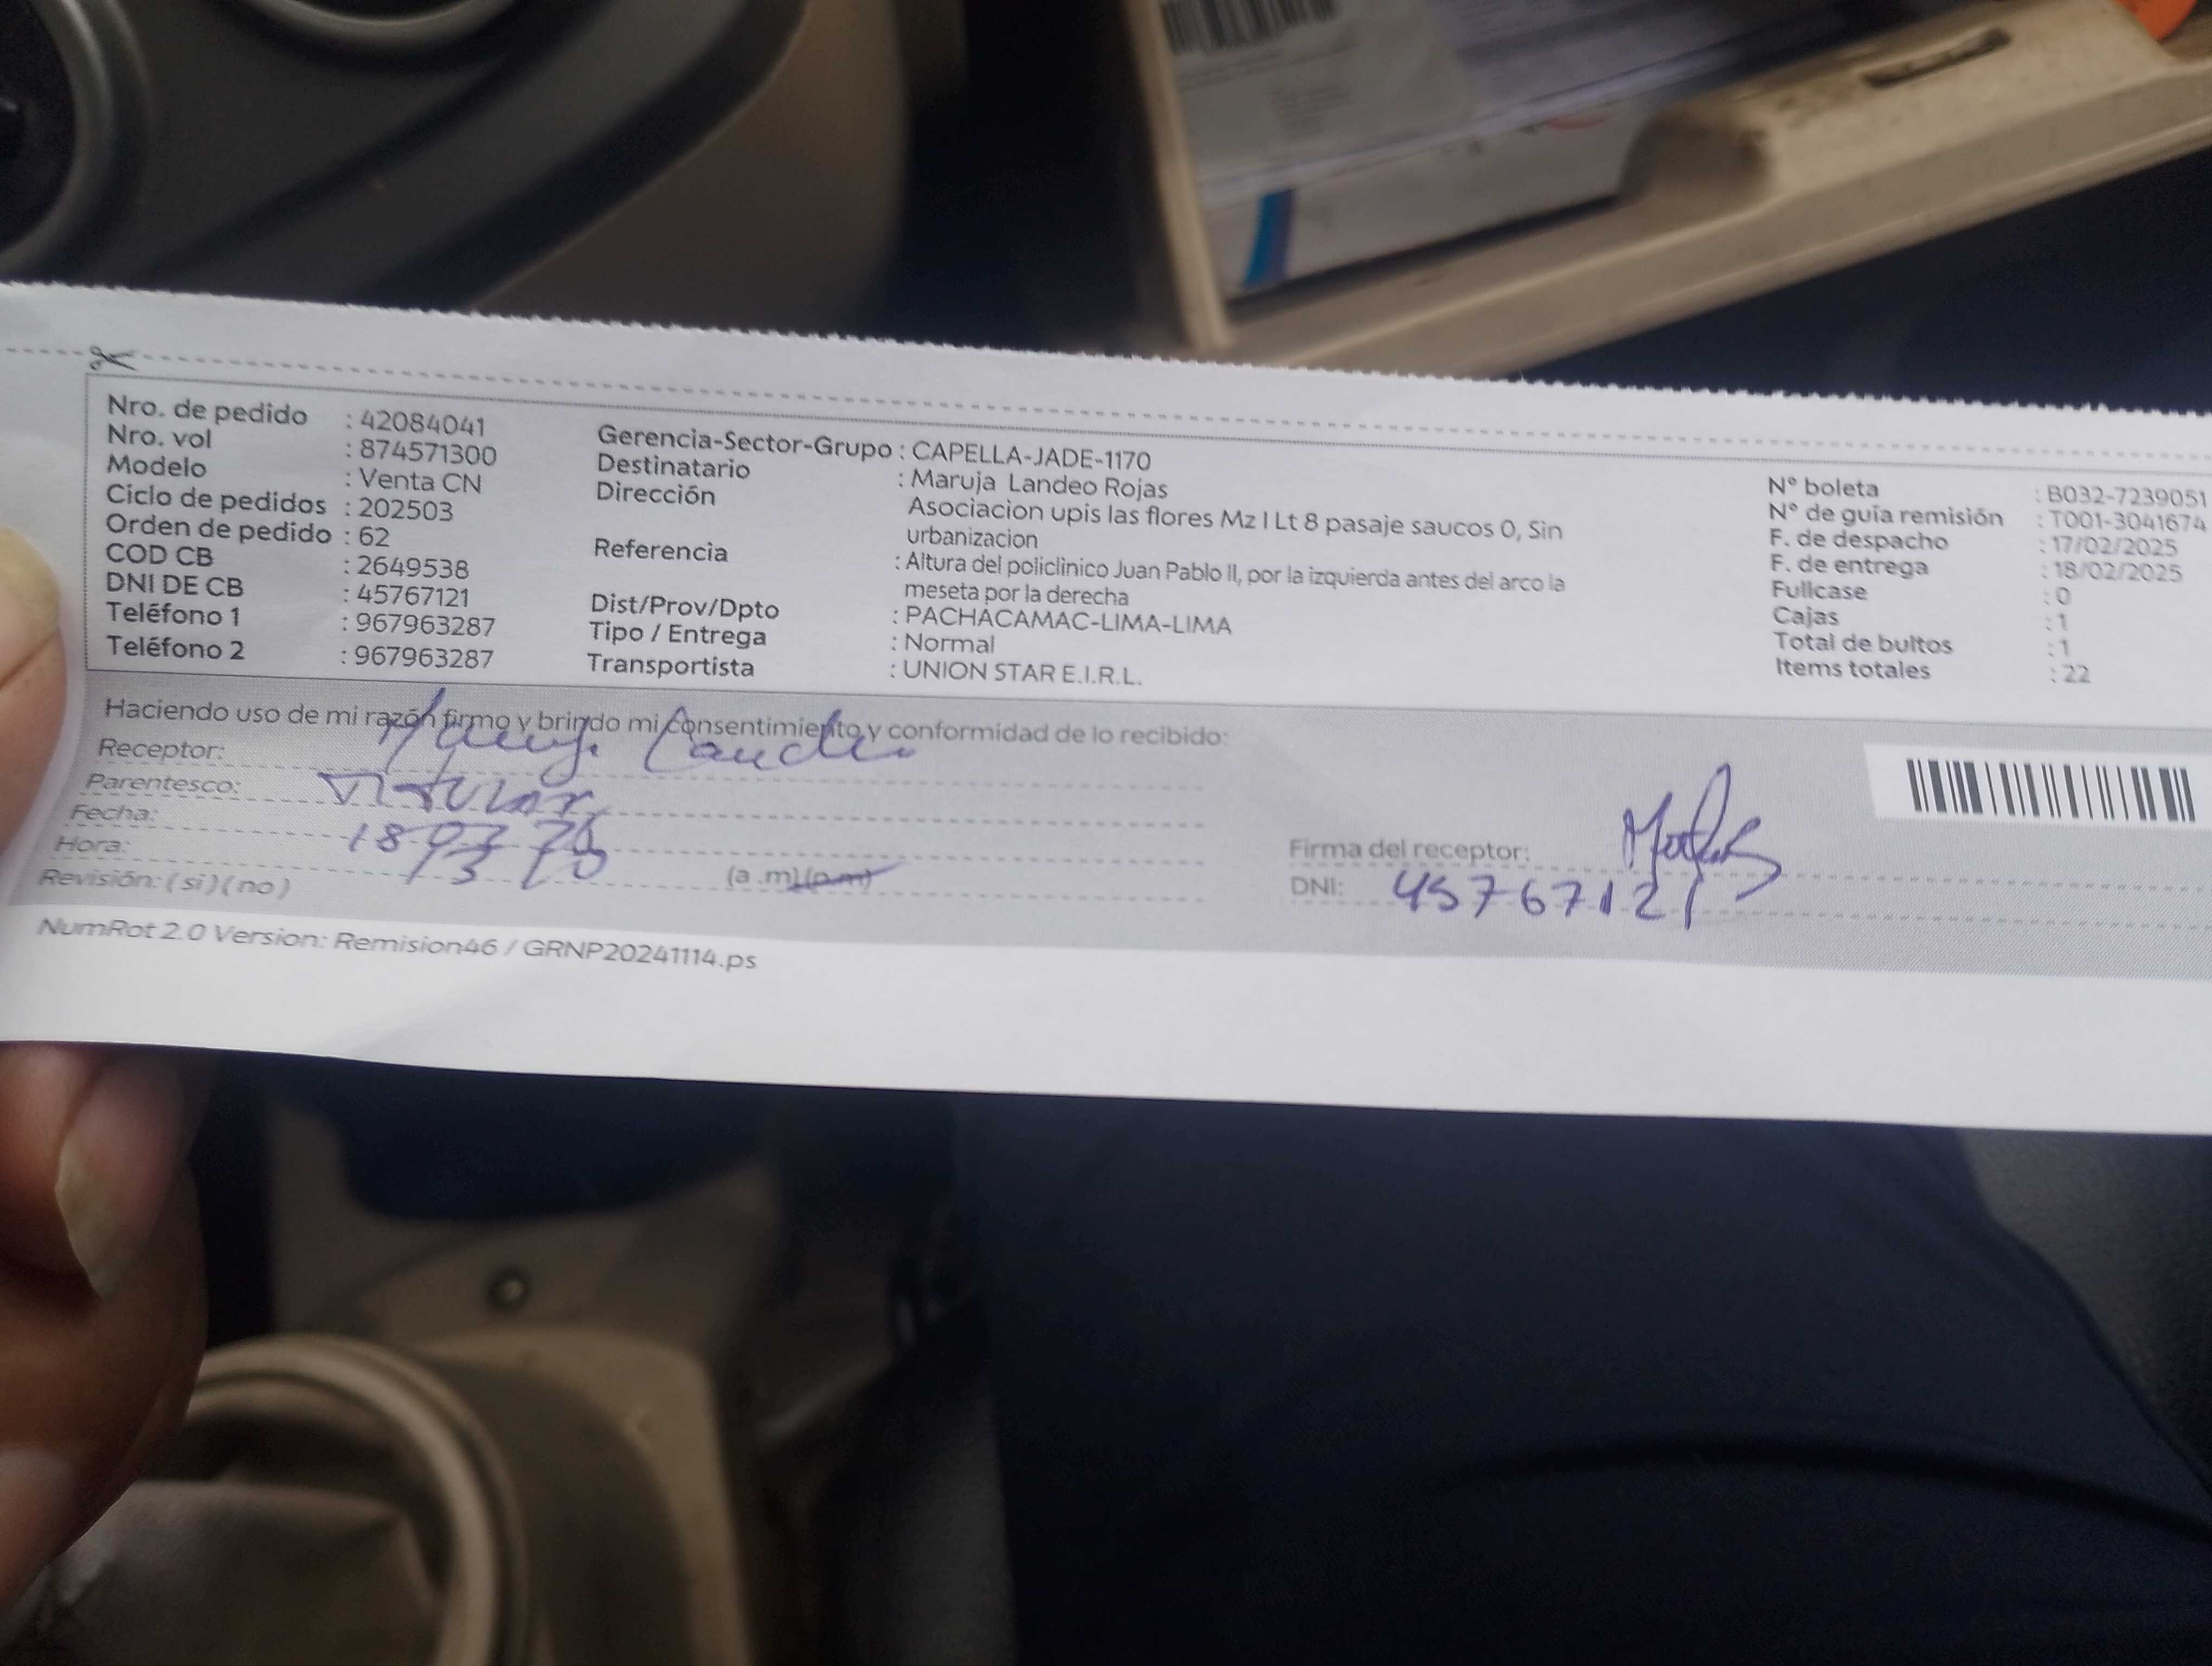 Nro. de pedido : 42084041
Nro. vol : 874571300
Modelo : Venta CN
Ciclo de pedidos : 202503
Orden de pedido : 62
COD CB : 2649538
DNI DE CB : 45767121
Teléfono 1 : 967963287
Teléfono 2 : 967963287
Gerencia-Sector-Grupo : CAPELLA-JADE-1170
Destinatario : Maruja Landeo Rojas
Dirección Asociacion upis las flores Mz I Lt 8 pasaje saucos 0, Sin
urbanizacion
Referencia : Altura del policlinico Juan Pablo II, por la izquierda antes del arco la
meseta por la derecha
Dist/Prov/Dpto : PACHACAMAC-LIMA-LIMA
Tipo / Entrega : Normal
Transportista : UNION STAR E.I.R.L.
N° boleta : B032-7239051
N° de guía remisión : T001-3041674
F. de despacho : 17/02/2025
F. de entrega : 18/02/2025
Fullcase : 0
Cajas : 1
Total de bultos : 1
Items totales : 22
Haciendo uso de mi razón firmo y brindo mi consentimiento y conformidad de lo recibido:
Receptor: Maruja Landeo
Parentesco: Titular
Fecha:
Hora: (a .m) (p.m)
Revisión: ( si ) ( no )
Firma del receptor:
DNI: 45767121
NumRot 2.0 Version: Remision46 / GRNP20241114.ps